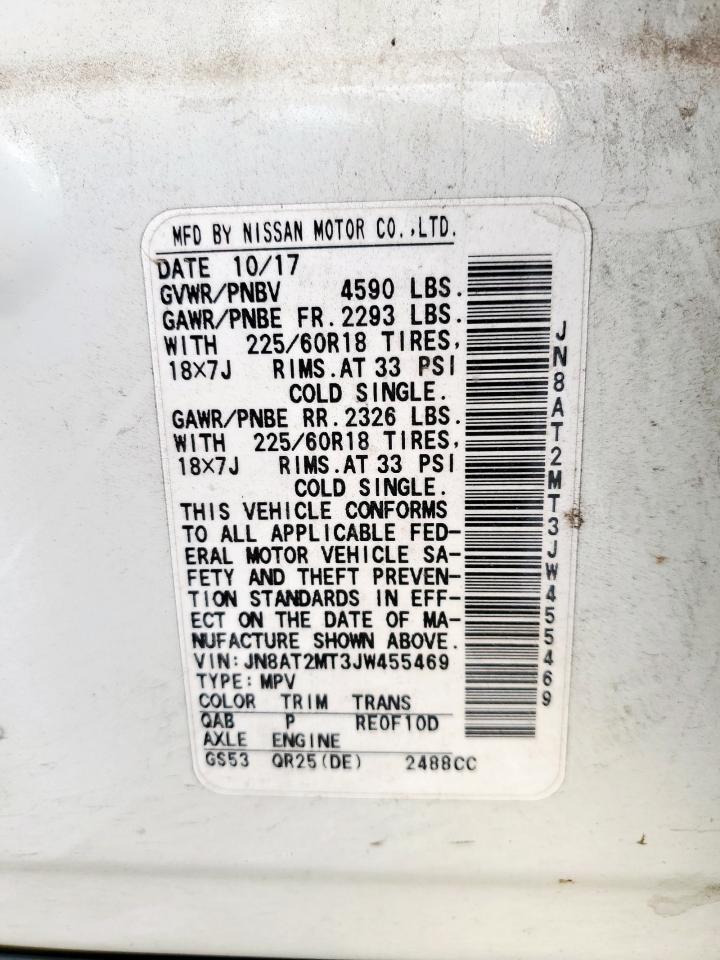 MFD BY NISSAN MOTOR CO.,LTD.
DATE 10/17
GVWR/PNBV 4590 LBS.
GAWR/PNBE FR.2293 LBS.
WITH 225/60R18 TIRES,
18×7J RIMS.AT 33 PSI
COLD SINGLE.
GAWR/PNBE RR.2326 LBS.
WITH 225/60R18 TIRES,
18×7J RIMS.AT 33 PSI
COLD SINGLE.
THIS VEHICLE CONFORMS
TO ALL APPLICABLE FED-
ERAL MOTOR VEHICLE SA-
FETY AND THEFT PREVEN-
TION STANDARDS IN EFF-
ECT ON THE DATE OF MA-
NUFACTURE SHOWN ABOVE.
VIN:JN8AT2MT3JW455469
TYPE:MPV
COLOR TRIM TRANS
QAB P RE0F10D
AXLE ENGINE
GS53 QR25(DE) 2488CC
JN8AT2MT3JW455469